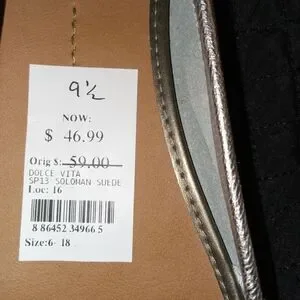 9½
NOW:
$ 46.99
Orig $: 59.00
DOLCE VITA
SP13 SOLOMAN SUEDE
Loc: 16
8 86452 34966 5
Size:6- 18